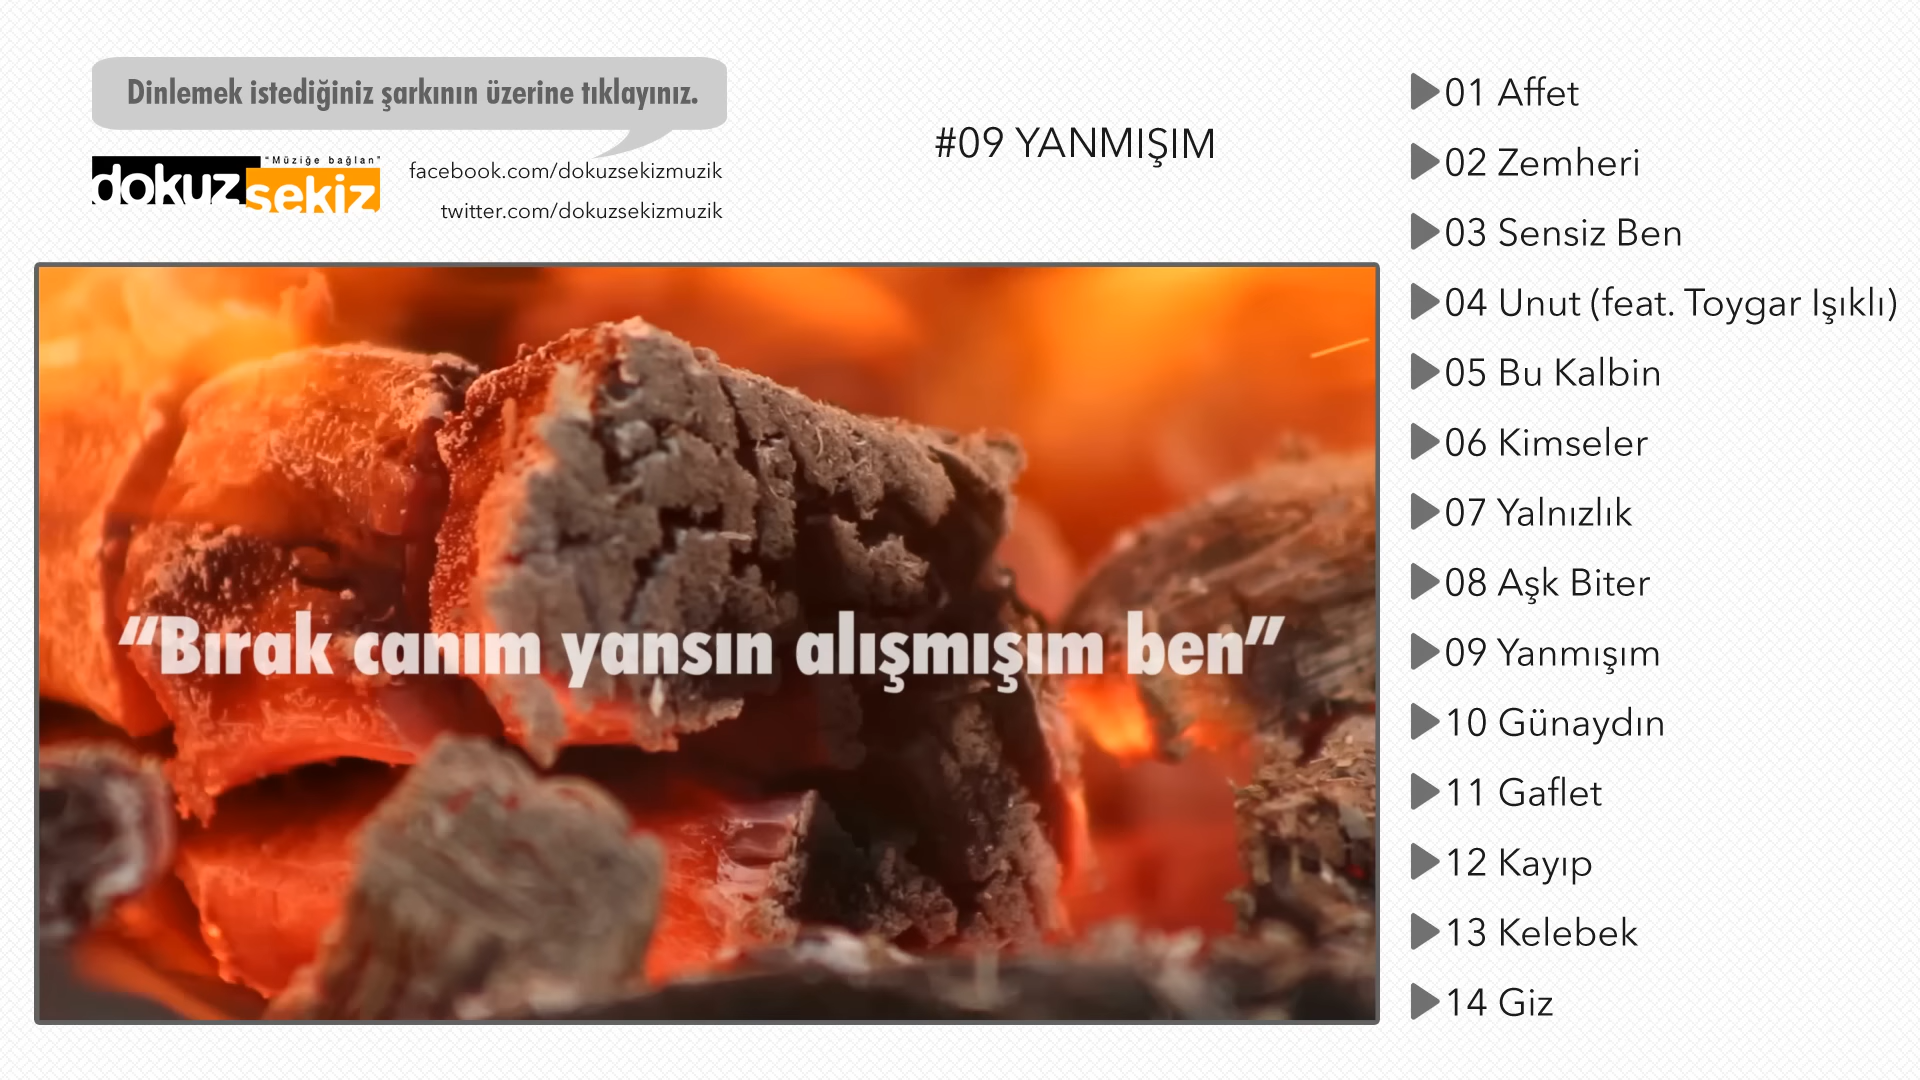 Dinlemek istediğiniz şarkının üzerine tıklayınız.
"Müziğe bağlan"
dokuz sekiz
facebook.com/dokuzsekizmuzik
twitter.com/dokuzsekizmuzik
#09 YANMIŞIM
“Bırak canım yansın alışmışım ben”
01 Affet
02 Zemheri
03 Sensiz Ben
04 Unut (feat. Toygar Işıklı)
05 Bu Kalbin
06 Kimseler
07 Yalnızlık
08 Aşk Biter
09 Yanmışım
10 Günaydın
11 Gaflet
12 Kayıp
13 Kelebek
14 Giz